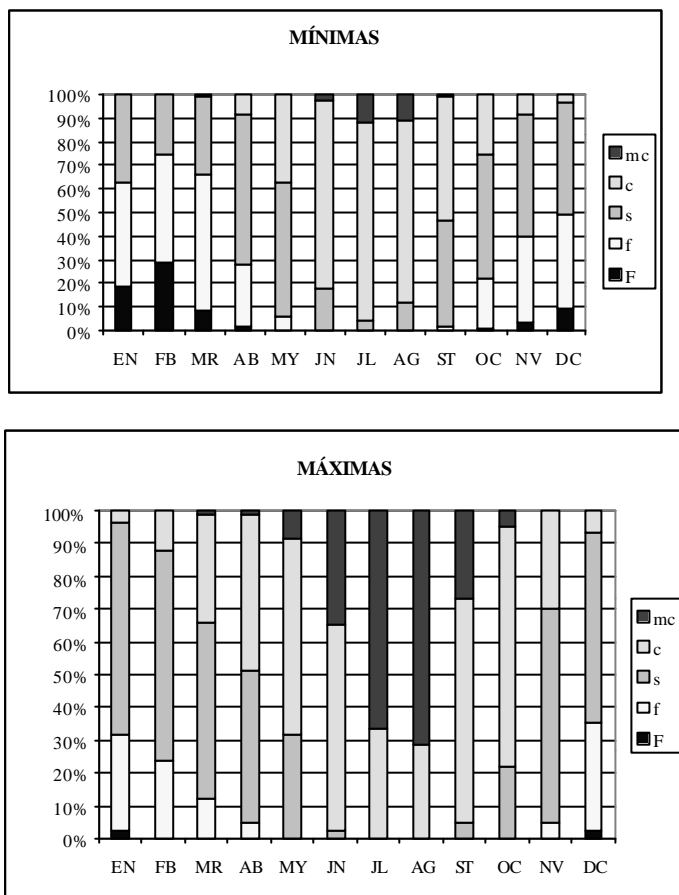 MÍNIMAS
100%
90%
80%
70%
60%
50%
40%
30%
20%
10%
0%
EN FB MR AB MY JN JL AG ST OC NV DC
mc
c
s
f
F
MÁXIMAS
100%
90%
80%
70%
60%
50%
40%
30%
20%
10%
0%
EN FB MR AB MY JN JL AG ST OC NV DC
mc
c
s
f
F